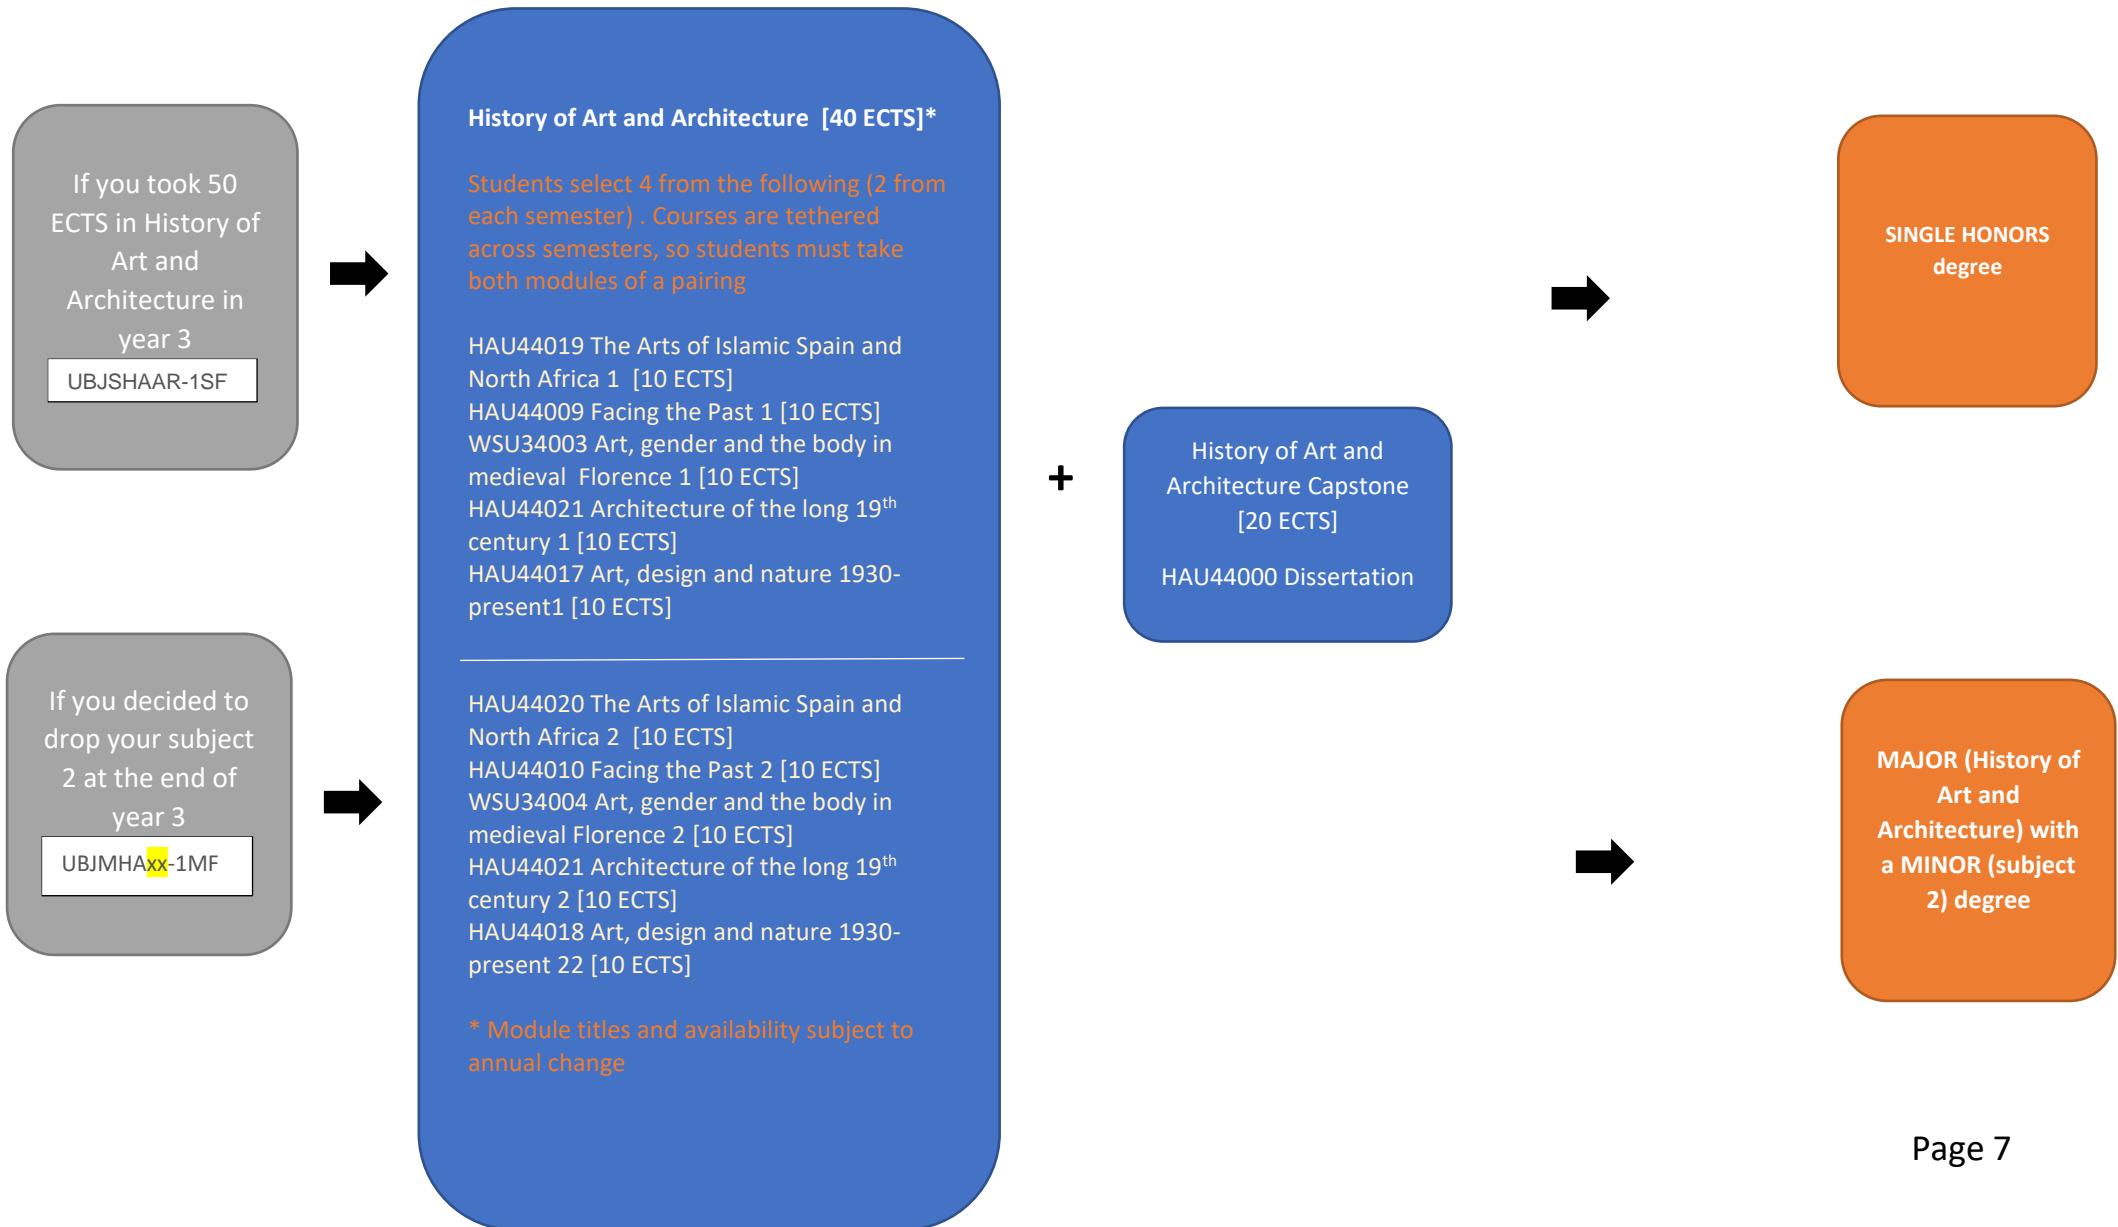 If you took 50
ECTS in History of
Art and
Architecture in
year 3
UBJSHAAR-1SF
If you decided to
drop your subject
2 at the end of
year 3
UBJMHAxx-1MF
History of Art and Architecture  [40 ECTS]*
Students select 4 from the following (2 from
each semester) . Courses are tethered
across semesters, so students must take
both modules of a pairing
HAU44019 The Arts of Islamic Spain and
North Africa 1  [10 ECTS]
HAU44009 Facing the Past 1 [10 ECTS]
WSU34003 Art, gender and the body in
medieval  Florence 1 [10 ECTS]
HAU44021 Architecture of the long 19th
century 1 [10 ECTS]
HAU44017 Art, design and nature 1930-
present1 [10 ECTS]
HAU44020 The Arts of Islamic Spain and
North Africa 2  [10 ECTS]
HAU44010 Facing the Past 2 [10 ECTS]
WSU34004 Art, gender and the body in
medieval Florence 2 [10 ECTS]
HAU44021 Architecture of the long 19th
century 2 [10 ECTS]
HAU44018 Art, design and nature 1930-
present 22 [10 ECTS]
* Module titles and availability subject to
annual change
+
History of Art and
Architecture Capstone
[20 ECTS]
HAU44000 Dissertation
SINGLE HONORS
degree
MAJOR (History of
Art and
Architecture) with
a MINOR (subject
2) degree
Page 7